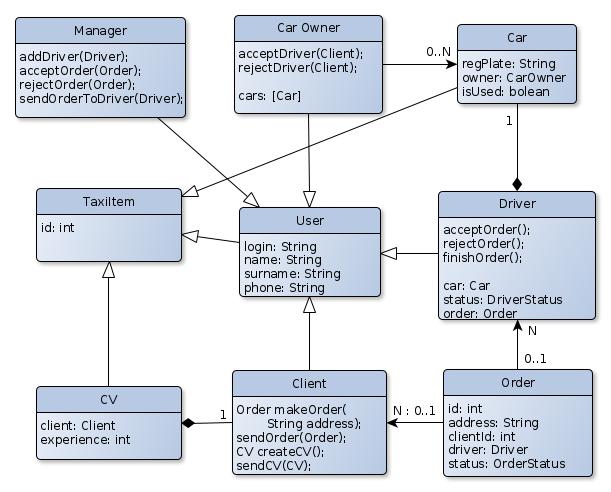 Manager
addDriver(Driver);
acceptOrder(Order);
rejectOrder(Order);
sendOrderToDriver(Driver);
Car Owner
acceptDriver(Client);
rejectDriver(Client);
cars: [Car]
0..N
Car
regPlate: String
owner: CarOwner
isUsed: bolean
1
TaxiItem
id: int
User
login: String
name: String
surname: String
phone: String
Driver
acceptOrder();
rejectOrder();
finishOrder();
car: Car
status: DriverStatus
order: Order
N
0..1
CV
client: Client
experience: int
1
Client
Order makeOrder(
String address);
sendOrder(Order);
CV createCV();
sendCV(CV);
N : 0..1
Order
id: int
address: String
clientId: int
driver: Driver
status: OrderStatus